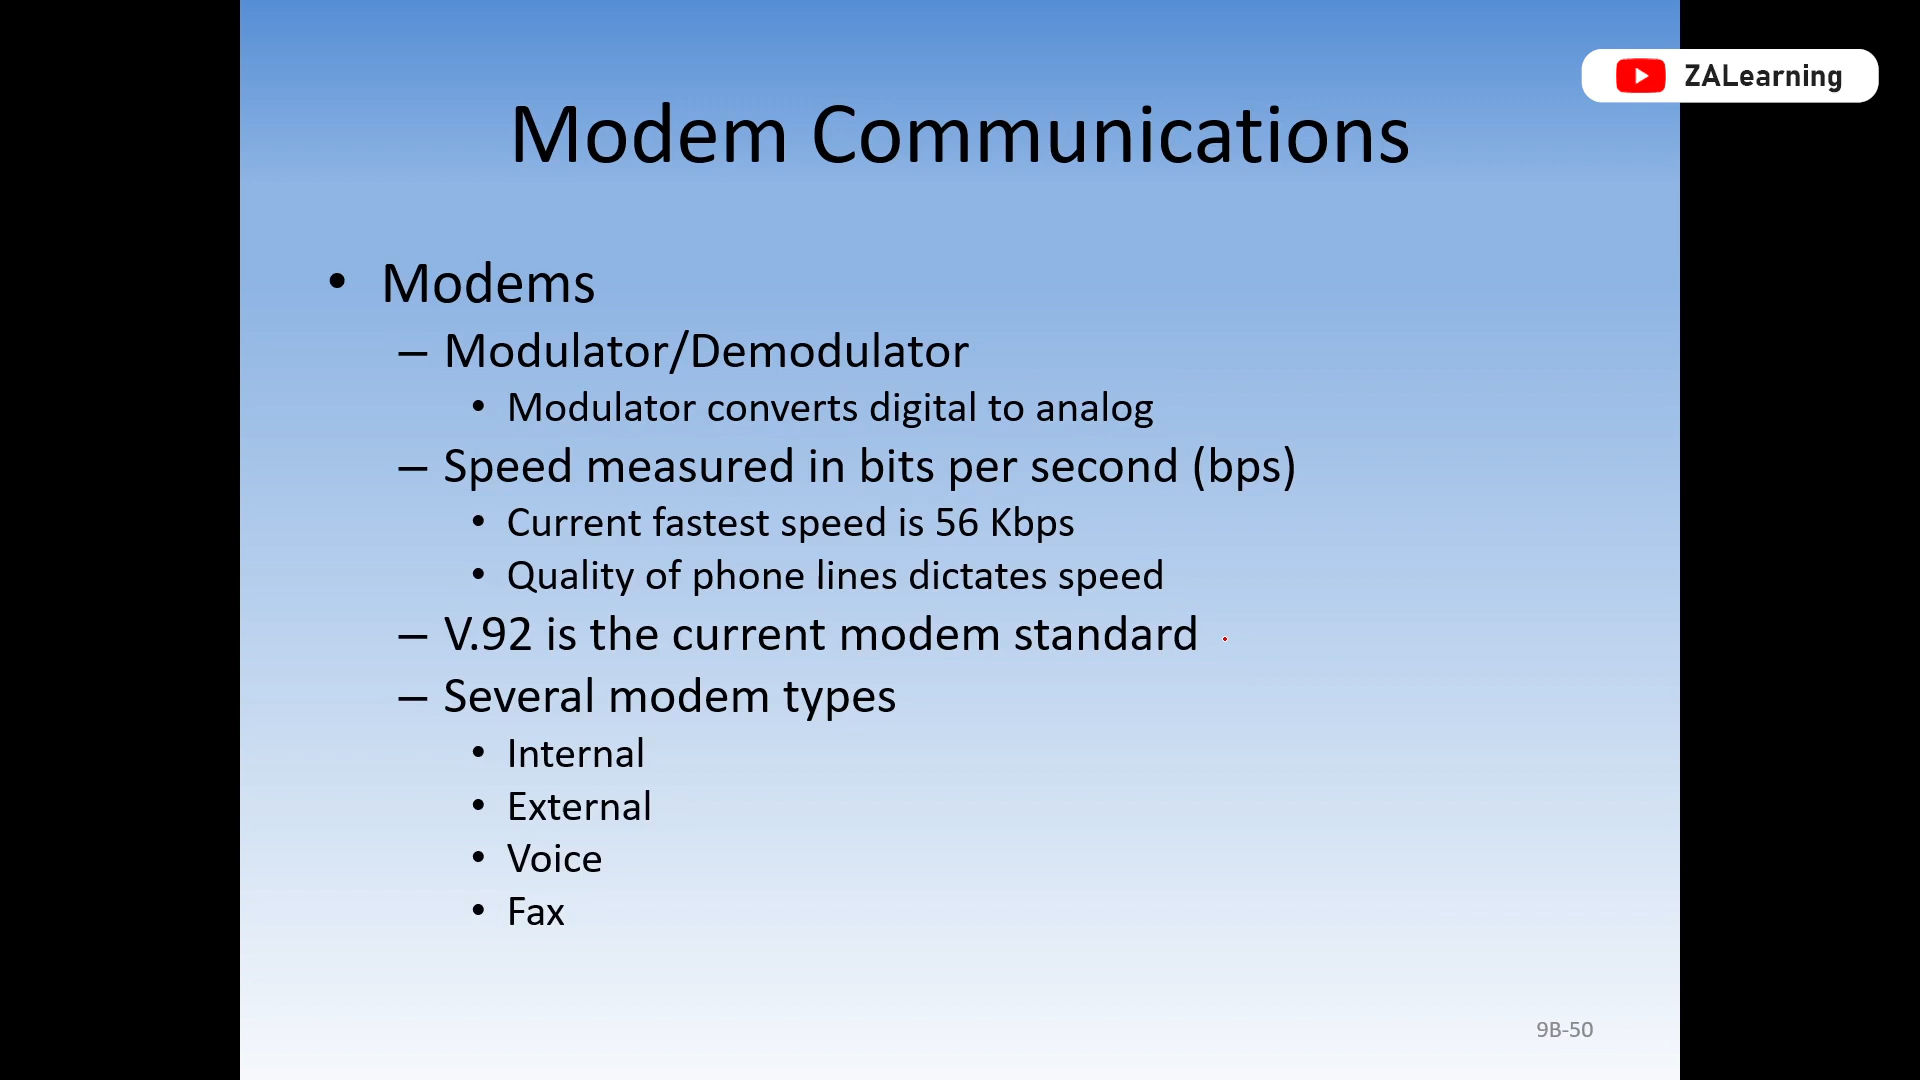 ZALearning
Modem Communications
• Modems
– Modulator/Demodulator
• Modulator converts digital to analog
– Speed measured in bits per second (bps)
• Current fastest speed is 56 Kbps
• Quality of phone lines dictates speed
– V.92 is the current modem standard
– Several modem types
• Internal
• External
• Voice
• Fax
9B-50